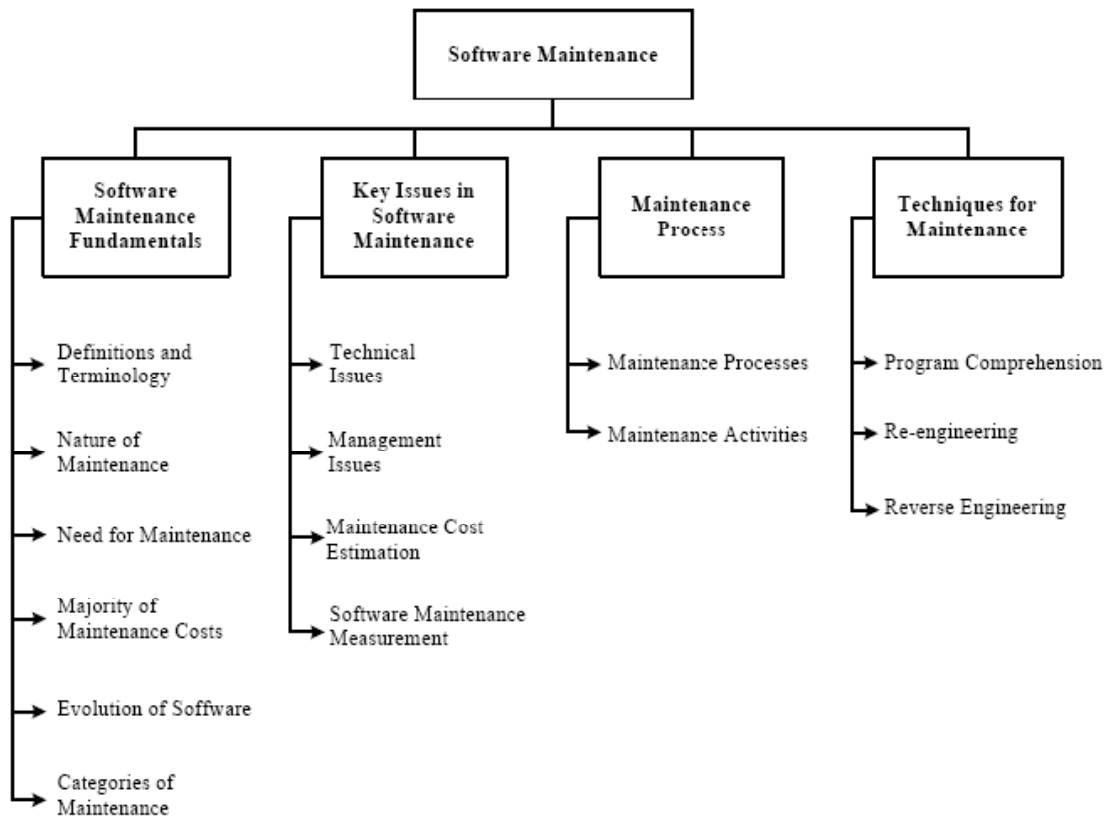 Software Maintenance
Software
Maintenance
Fundamentals
Definitions and
Terminology
Nature of
Maintenance
Need for Maintenance
Majority of
Maintenance Costs
Evolution of Soffware
Categories of
Maintenance
Key Issues in
Software
Maintenance
Technical
Issues
Management
Issues
Maintenance Cost
Estimation
Software Maintenance
Measurement
Maintenance
Process
Maintenance Processes
Maintenance Activities
Techniques for
Maintenance
Program Comprehension
Re-engineering
Reverse Engineering